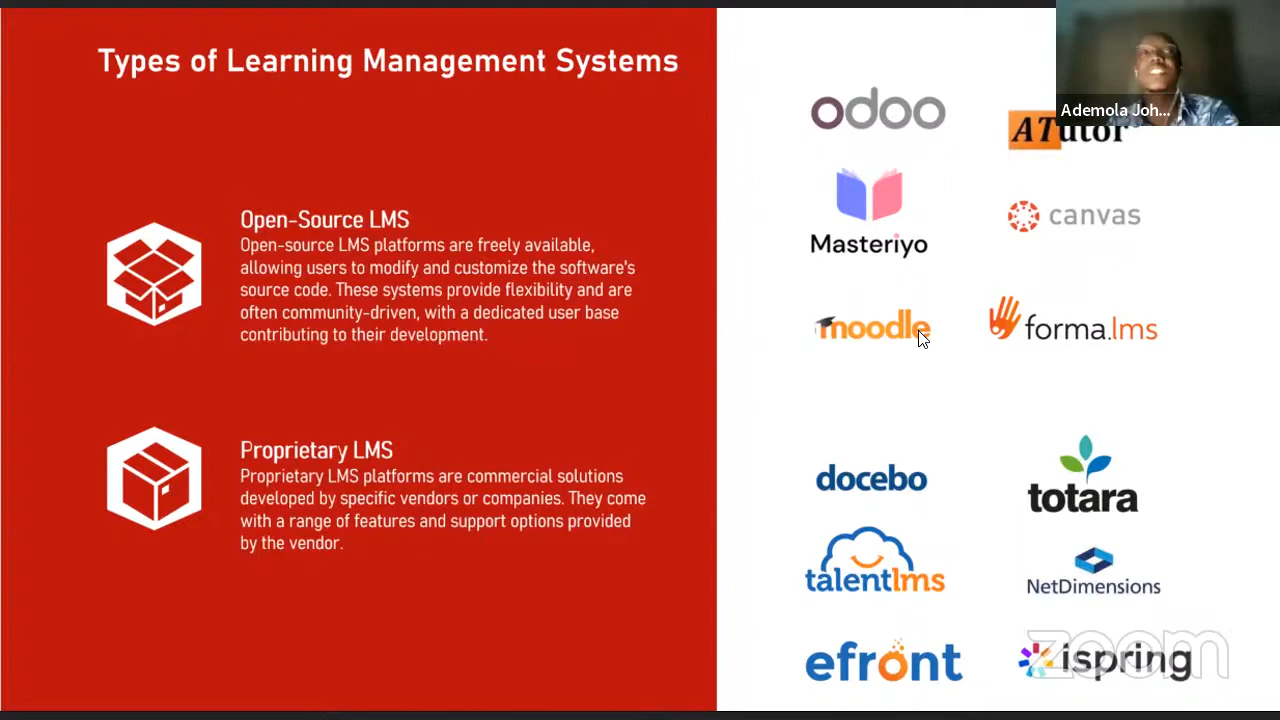 Types of Learning Management Systems
Open-Source LMS
Open-source LMS platforms are freely available,
allowing users to modify and customize the software's
source code. These systems provide flexibility and are
often community-driven, with a dedicated user base
contributing to their development.
Proprietary LMS
Proprietary LMS platforms are commercial solutions
developed by specific vendors or companies. They come
with a range of features and support options provided
by the vendor.
odoo
ATutor
Masteriyo
canvas
moodle
forma.lms
docebo
totara
talentlms
NetDimensions
efront
ispring
zoom
Ademola Joh...